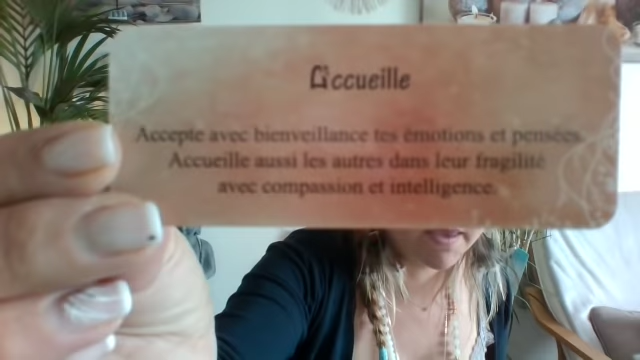 Accueille
Accepte avec bienveillance tes émotions et pensées.
Accueille aussi les autres dans leur fragilité
avec compassion et intelligence.